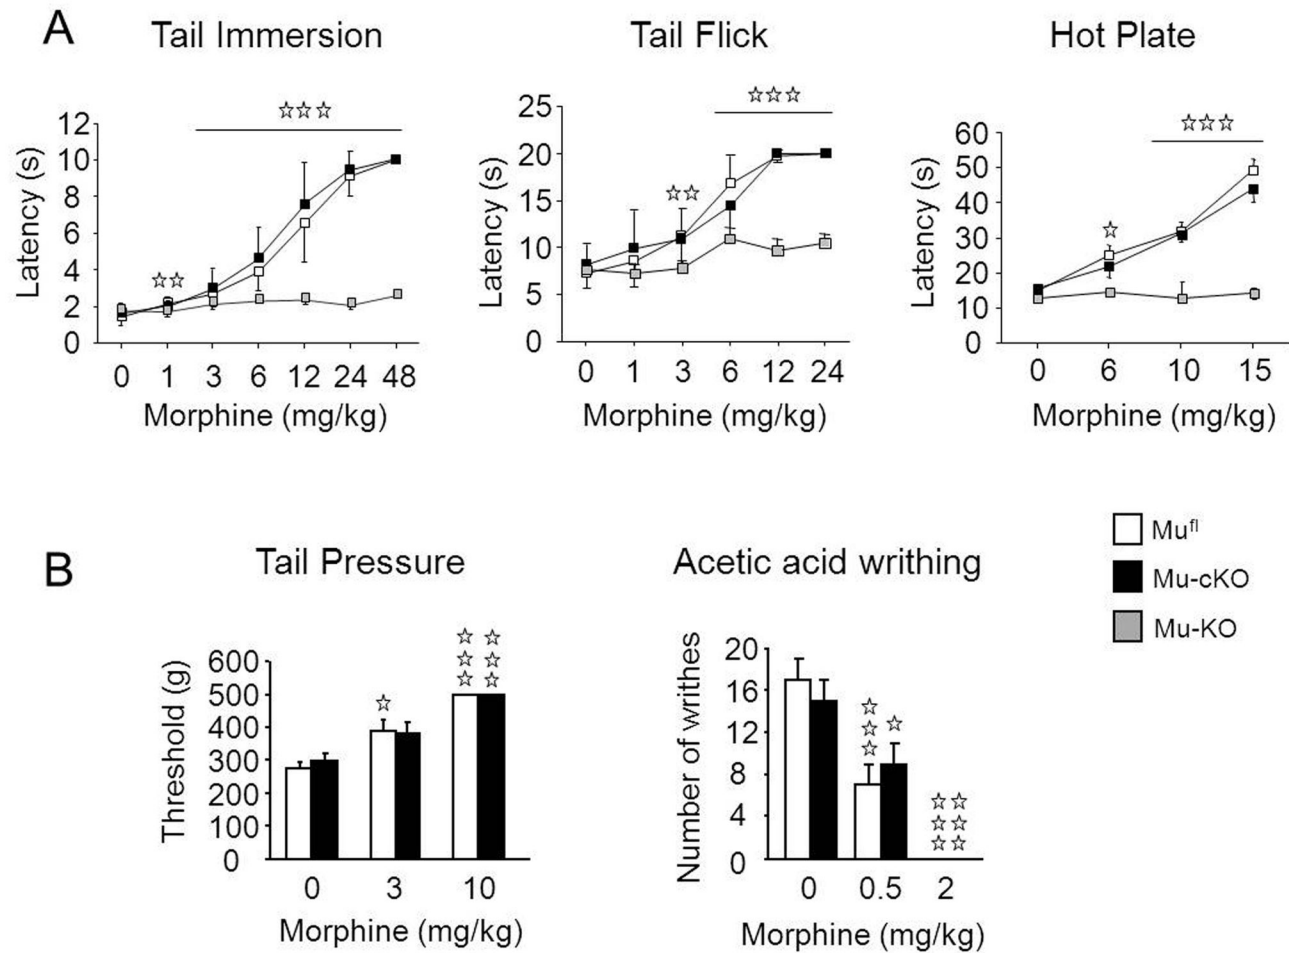 A
Tail Immersion
Tail Flick
Hot Plate
Latency (s)
12
10
8
6
4
2
0
☆☆
☆☆☆
0 1 3 6 12 24 48
Morphine (mg/kg)
Latency (s)
25
20
15
10
5
0
☆☆
☆☆☆
0 1 3 6 12 24
Morphine (mg/kg)
Latency (s)
60
50
40
30
20
10
0
☆
☆☆☆
0 6 10 15
Morphine (mg/kg)
Mufl
Mu-cKO
Mu-KO
B
Tail Pressure
Acetic acid writhing
Threshold (g)
600
500
400
300
200
100
0
☆
☆☆
☆☆
☆☆
0 3 10
Morphine (mg/kg)
Number of writhes
20
16
12
8
4
0
☆
☆ ☆
☆
☆☆
☆☆
☆☆
0 0.5 2
Morphine (mg/kg)